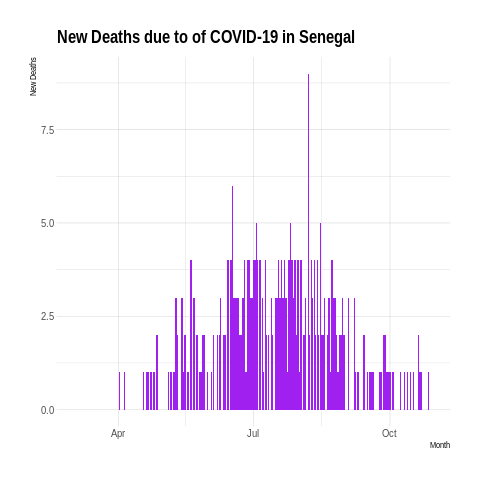 New Deaths due to of COVID-19 in Senegal
New Deaths
7.5
5.0
2.5
0.0
Apr Jul Oct
Month